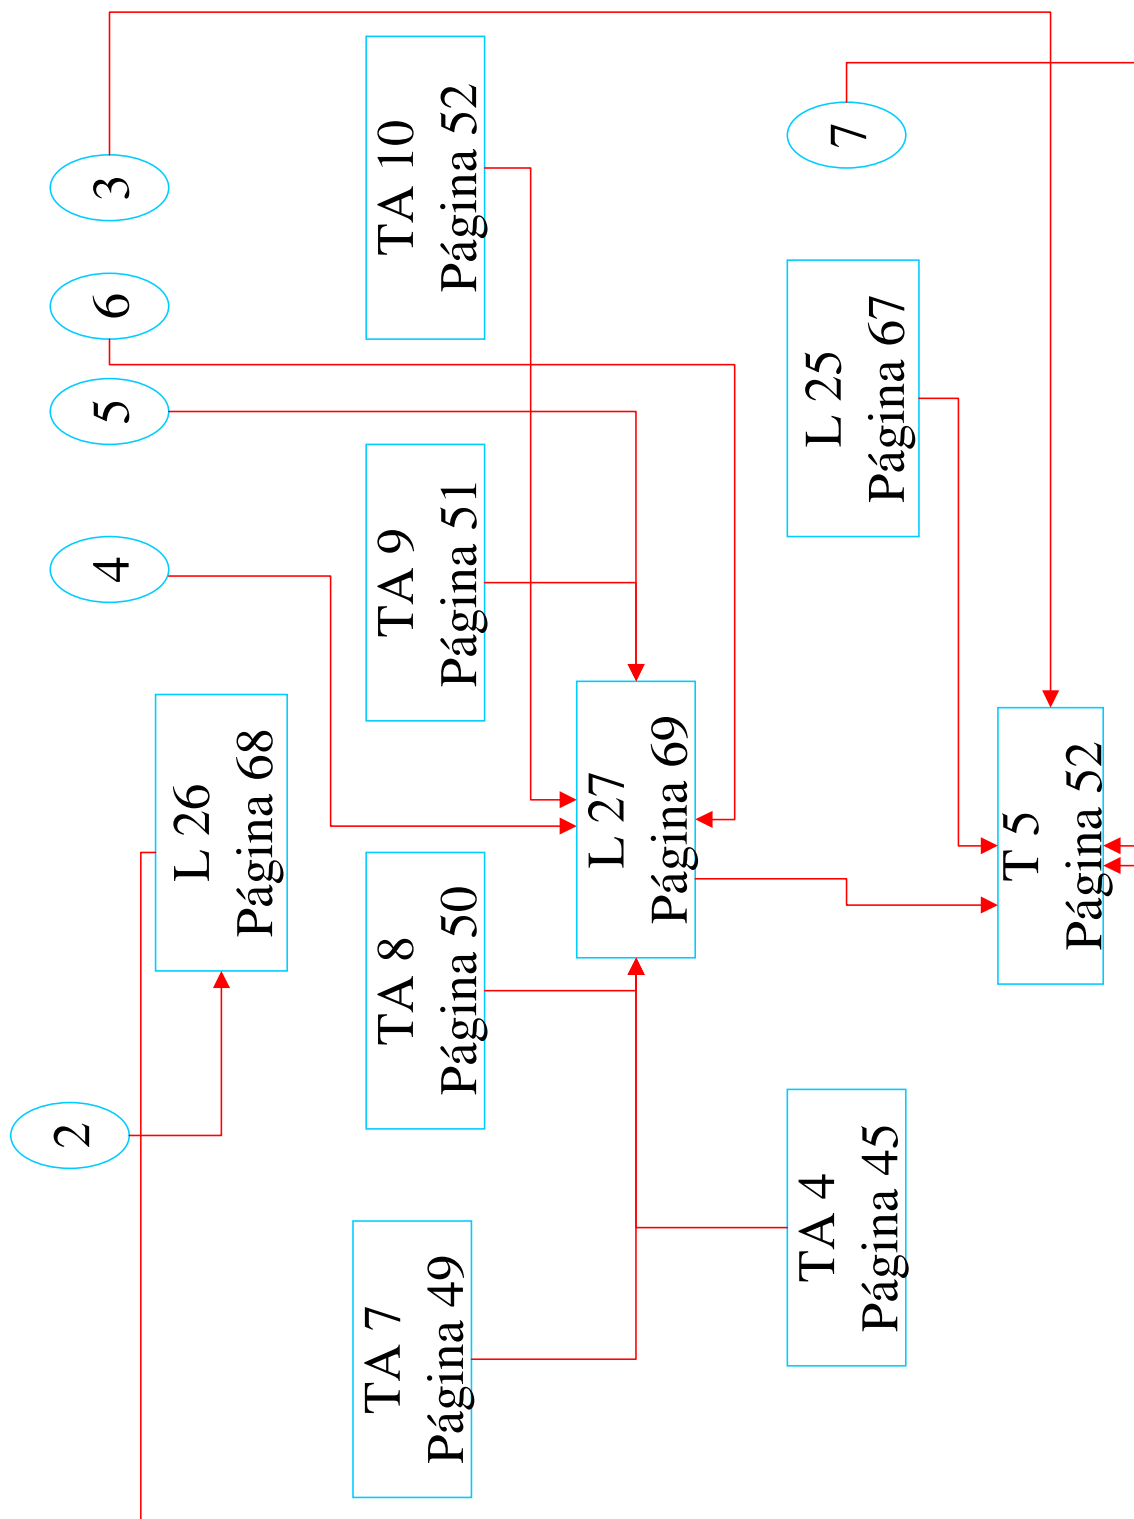 2
4
5
6
3
L 26
Página 68
TA 7
Página 49
TA 8
Página 50
TA 9
Página 51
TA 10
Página 52
L 27
Página 69
TA 4
Página 45
L 25
Página 67
7
T 5
Página 52